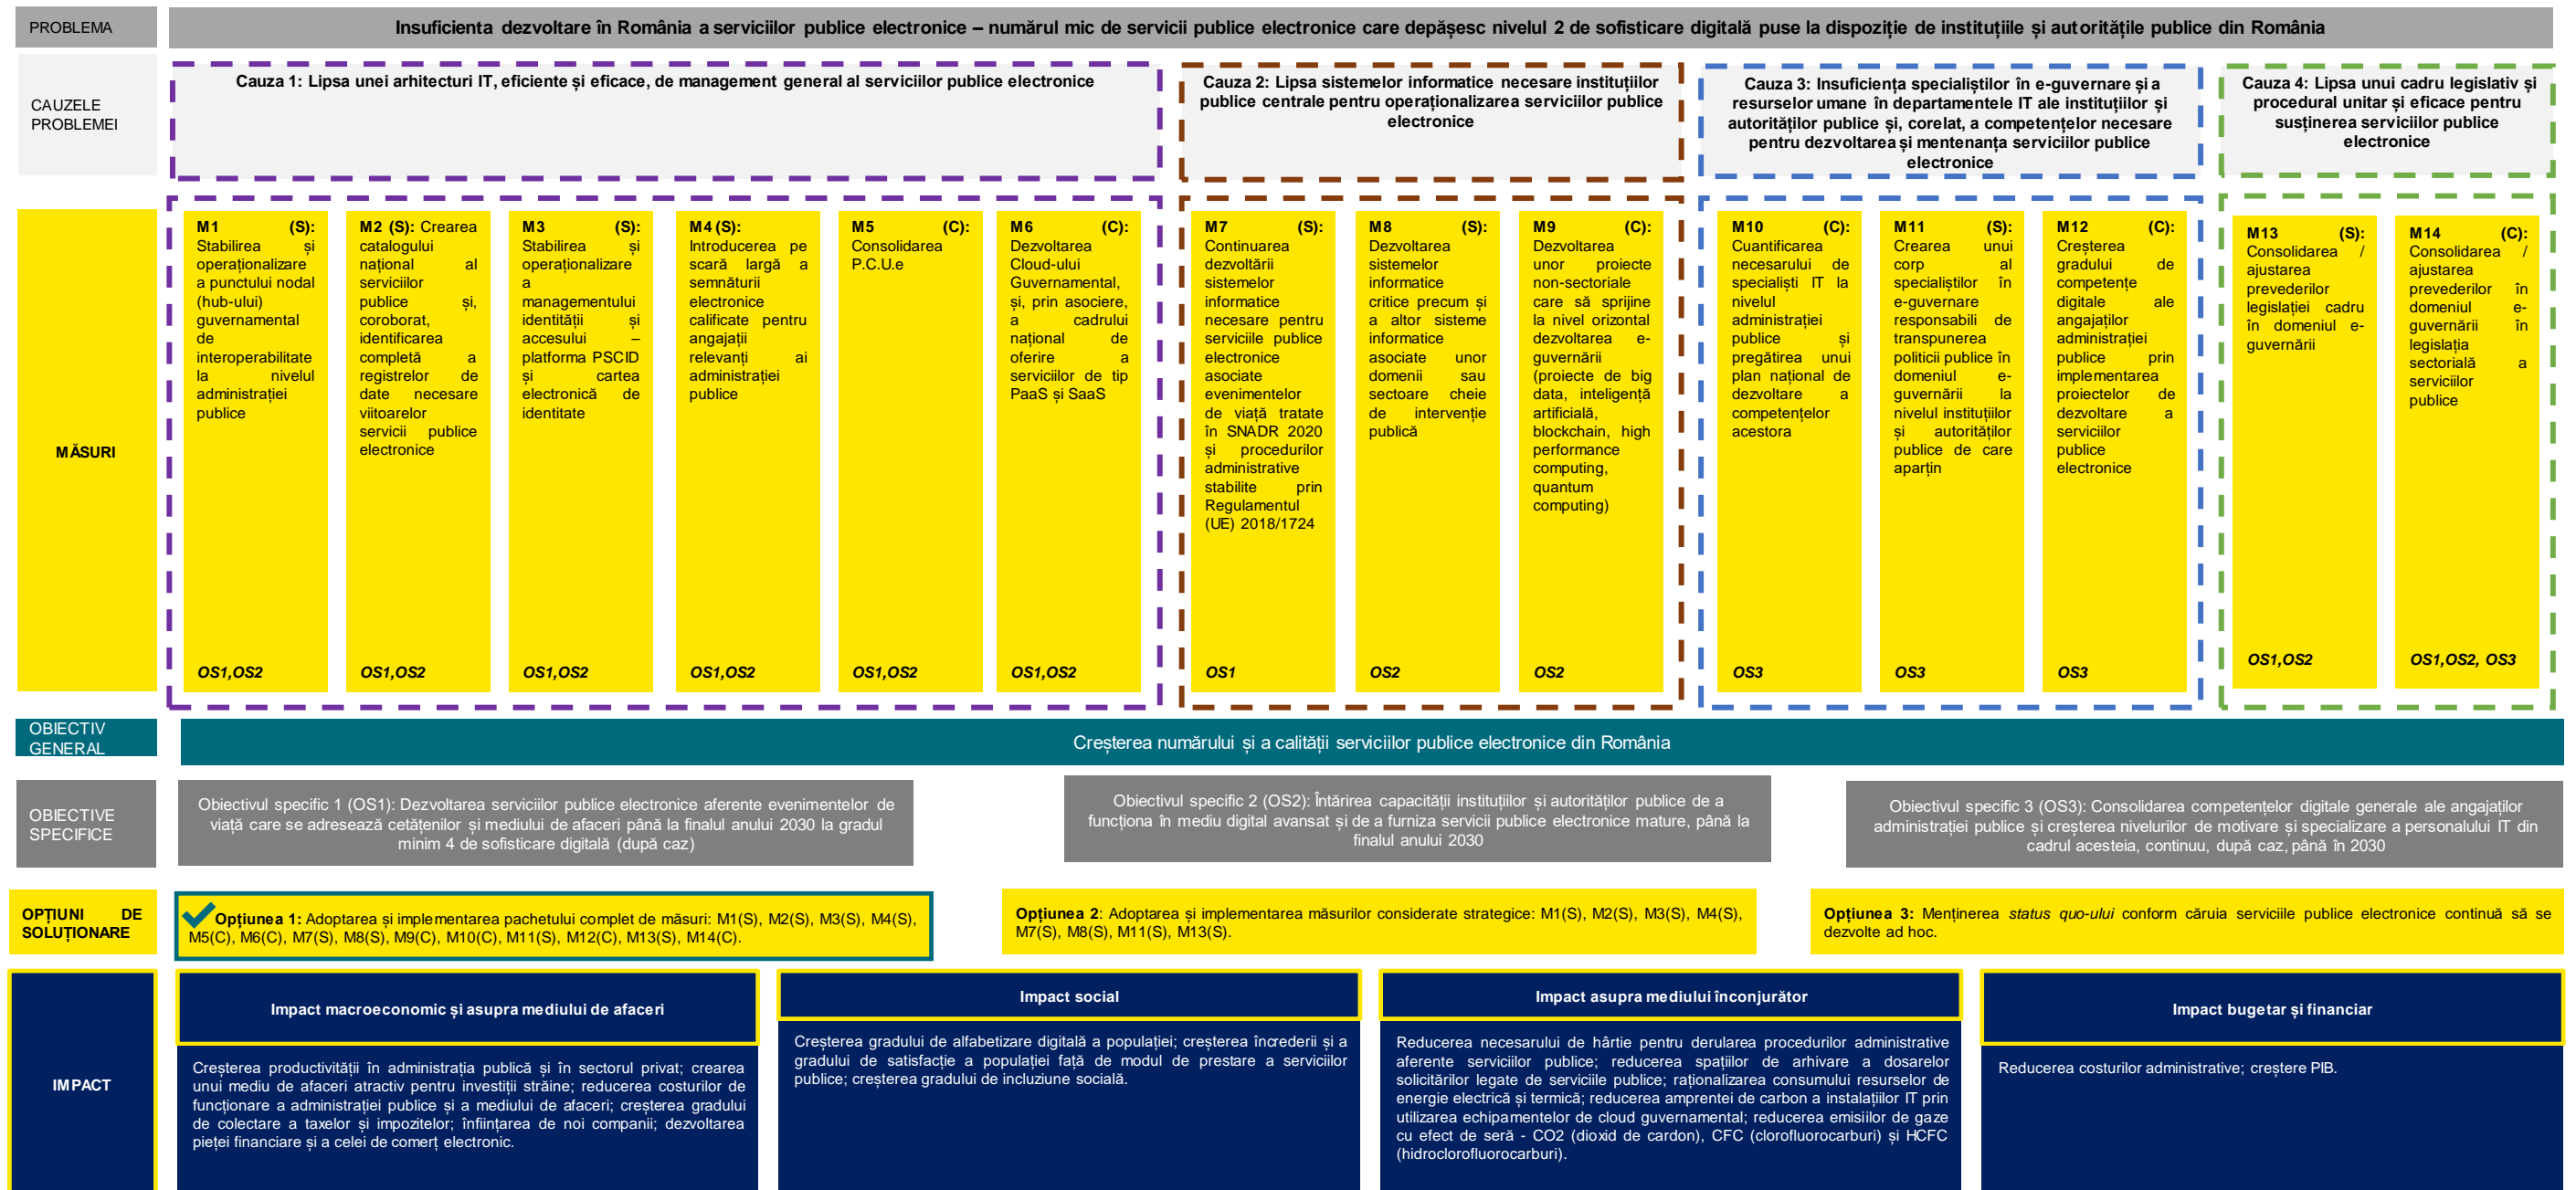 PROBLEMA
Insuficienta dezvoltare în România a serviciilor publice electronice – numărul mic de servicii publice electronice care depășesc nivelul 2 de sofisticare digitală puse la dispoziție de instituțiile și autoritățile publice din România
CAUZELE
PROBLEMEI
Cauza 1: Lipsa unei arhitecturi IT, eficiente și eficace, de management general al serviciilor publice electronice
Cauza 2: Lipsa sistemelor informatice necesare instituțiilor
publice centrale pentru operaționalizarea serviciilor publice
electronice
Cauza 3: Insuficiența specialiștilor în e-guvernare și a
resurselor umane în departamentele IT ale instituțiilor și
autorităților publice și, corelat, a competențelor necesare
pentru dezvoltarea și mentenanța serviciilor publice
electronice
Cauza 4: Lipsa unui cadru legislativ și
procedural unitar și eficace pentru
susținerea serviciilor publice
electronice
MĂSURI
M1 (S):
Stabilirea și
operaționalizare
a punctului nodal
(hub-ului)
guvernamental
de
interoperabilitate
la nivelul
administrației
publice
OS1,OS2
M2 (S): Crearea
catalogului
național al
serviciilor
publice și,
coroborat,
identificarea
completă a
registrelor de
date necesare
viitoarelor
servicii publice
electronice
OS1,OS2
M3 (S):
Stabilirea și
operaționalizare
a
managementului
identității și
accesului –
platforma PSCID
și cartea
electronică de
identitate
OS1,OS2
M4 (S):
Introducerea pe
scară largă a
semnăturii
electronice
calificate pentru
angajații
relevanți ai
administrației
publice
OS1,OS2
M5 (C):
Consolidarea
P.C.U.e
OS1,OS2
M6 (C):
Dezvoltarea
Cloud-ului
Guvernamental,
și, prin asociere,
a cadrului
național de
oferire a
serviciilor de tip
PaaS și SaaS
OS1,OS2
M7 (S):
Continuarea
dezvoltării
sistemelor
informatice
necesare pentru
serviciile publice
electronice
asociate
evenimentelor
de viață tratate
în SNADR 2020
și procedurilor
administrative
stabilite prin
Regulamentul
(UE) 2018/1724
OS1
M8 (S):
Dezvoltarea
sistemelor
informatice
critice precum și
a altor sisteme
informatice
asociate unor
domenii sau
sectoare cheie
de intervenție
publică
OS2
M9 (C):
Dezvoltarea
unor proiecte
non-sectoriale
care să sprijine
la nivel orizontal
dezvoltarea e-
guvernării
(proiecte de big
data, inteligență
artificială,
blockchain, high
performance
computing,
quantum
computing)
OS2
M10 (C):
Cuantificarea
necesarului de
specialiști IT la
nivelul
administrației
publice și
pregătirea unui
plan național de
dezvoltare a
competențelor
acestora
OS3
M11 (S):
Crearea unui
corp al
specialiștilor în
e-guvernare
responsabili de
transpunerea
politicii publice în
domeniul e-
guvernării la
nivelul instituțiilor
și autorităților
publice de care
aparțin
OS3
M12 (C):
Creșterea
gradului de
competențe
digitale ale
angajaților
administrației
publice prin
implementarea
proiectelor de
dezvoltare a
serviciilor
publice
electronice
OS3
M13 (S):
Consolidarea /
ajustarea
prevederilor
legislației cadru
în domeniul e-
guvernării
OS1,OS2
M14 (C):
Consolidarea /
ajustarea
prevederilor în
domeniul e-
guvernării în
legislația
sectorială a
serviciilor
publice
OS1,OS2, OS3
OBIECTIV
GENERAL
Creșterea numărului și a calității serviciilor publice electronice din România
OBIECTIVE
SPECIFICE
Obiectivul specific 1 (OS1): Dezvoltarea serviciilor publice electronice aferente evenimentelor de
viață care se adresează cetățenilor și mediului de afaceri până la finalul anului 2030 la gradul
minim 4 de sofisticare digitală (după caz)
Obiectivul specific 2 (OS2): Întărirea capacității instituțiilor și autorităților publice de a
funcționa în mediu digital avansat și de a furniza servicii publice electronice mature, până la
finalul anului 2030
Obiectivul specific 3 (OS3): Consolidarea competențelor digitale generale ale angajaților
administrației publice și creșterea nivelurilor de motivare și specializare a personalului IT din
cadrul acesteia, continuu, după caz, până în 2030
OPȚIUNI DE
SOLUȚIONARE
Opțiunea 1: Adoptarea și implementarea pachetului complet de măsuri: M1(S), M2(S), M3(S), M4(S),
M5(C), M6(C), M7(S), M8(S), M9(C), M10(C), M11(S), M12(C), M13(S), M14(C).
Opțiunea 2: Adoptarea și implementarea măsurilor considerate strategice: M1(S), M2(S), M3(S), M4(S),
M7(S), M8(S), M11(S), M13(S).
Opțiunea 3: Menținerea status quo-ului conform căruia serviciile publice electronice continuă să se
dezvolte ad hoc.
IMPACT
Impact macroeconomic și asupra mediului de afaceri
Creșterea productivității în administrația publică și în sectorul privat; crearea
unui mediu de afaceri atractiv pentru investiții străine; reducerea costurilor de
funcționare a administrației publice și a mediului de afaceri; creșterea gradului
de colectare a taxelor și impozitelor; înființarea de noi companii; dezvoltarea
pieței financiare și a celei de comerț electronic.
Impact social
Creșterea gradului de alfabetizare digitală a populației; creșterea încrederii și a
gradului de satisfacție a populației față de modul de prestare a serviciilor
publice; creșterea gradului de incluziune socială.
Impact asupra mediului înconjurător
Reducerea necesarului de hârtie pentru derularea procedurilor administrative
aferente serviciilor publice; reducerea spațiilor de arhivare a dosarelor
solicitărilor legate de serviciile publice; raționalizarea consumului resurselor de
energie electrică și termică; reducerea amprentei de carbon a instalațiilor IT prin
utilizarea echipamentelor de cloud guvernamental; reducerea emisiilor de gaze
cu efect de seră - CO2 (dioxid de cardon), CFC (clorofluorocarburi) și HCFC
(hidroclorofluorocarburi).
Impact bugetar și financiar
Reducerea costurilor administrative; creștere PIB.